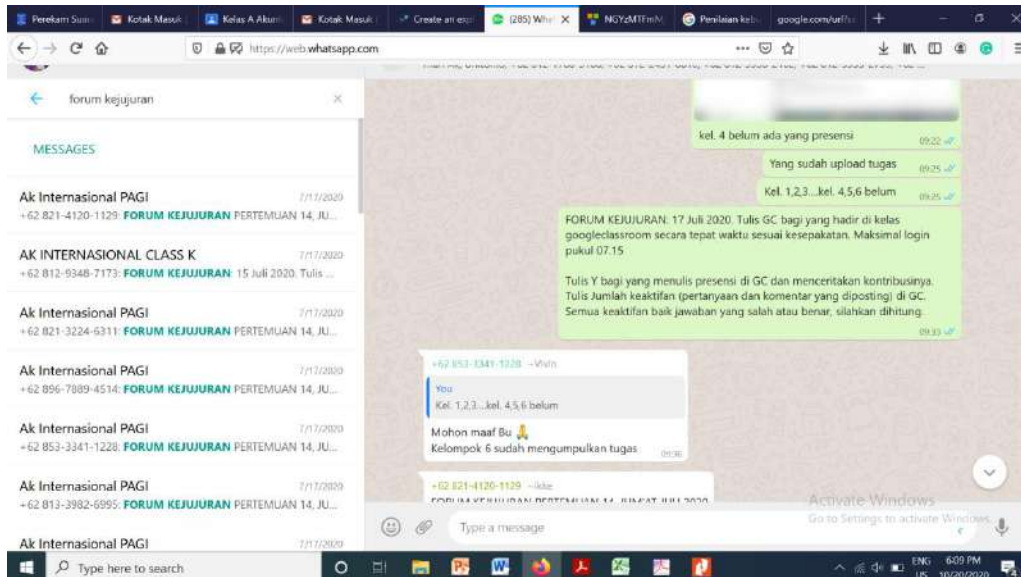 Perekam Suar
Kotak Masuk
Kelas A Akun
Kotak Masuk
Create an exp
(285) What
NGYzMTFmM
Penilaian keb
google.com/url?
https://web.whatsapp.com
forum kejujuran
MESSAGES
Ak Internasional PAGI
7/17/2020
+62 821-4120-1129: FORUM KEJUJURAN PERTEMUAN 14, JU...
AK INTERNASIONAL CLASS K
7/17/2020
+62 812-9348-7173: FORUM KEJUJURAN: 15 Juli 2020. Tulis ...
Ak Internasional PAGI
7/17/2020
+62 821-3224-6311: FORUM KEJUJURAN PERTEMUAN 14, JU...
Ak Internasional PAGI
7/17/2020
+62 896-7889-4514: FORUM KEJUJURAN PERTEMUAN 14, JU...
Ak Internasional PAGI
7/17/2020
+62 853-3341-1228: FORUM KEJUJURAN PERTEMUAN 14, JU...
Ak Internasional PAGI
7/17/2020
+62 813-3982-6995: FORUM KEJUJURAN PERTEMUAN 14, JU...
Ak Internasional PAGI
7/17/2020
kel. 4 belum ada yang presensi
09:22
Yang sudah upload tugas
09:25
Kel. 1,2,3....kel. 4,5,6 belum
09:25
FORUM KEJUJURAN: 17 Juli 2020. Tulis GC bagi yang hadir di kelas
googleclassroom secara tepat waktu sesuai kesepakatan. Maksimal login
pukul 07.15
Tulis Y bagi yang menulis presensi di GC dan menceritakan kontribusinya.
Tulis Jumlah keaktifan (pertanyaan dan komentar yang diposting) di GC.
Semua keaktifan baik jawaban yang salah atau benar, silahkan dihitung.
09:33
+62 853-3341-1228 ~Vivin
You
Kel. 1,2,3....kel. 4,5,6 belum
Mohon maaf Bu 🙏
Kelompok 6 sudah mengumpulkan tugas
09:36
+62 821-4120-1129
FORUM KEJUJURAN PERTEMUAN 14, JUM'AT JULI 2020
Type a message
Activate Windows
Go to Settings to activate Windows.
Type here to search
ENG
US
6:09 PM
10/20/2020